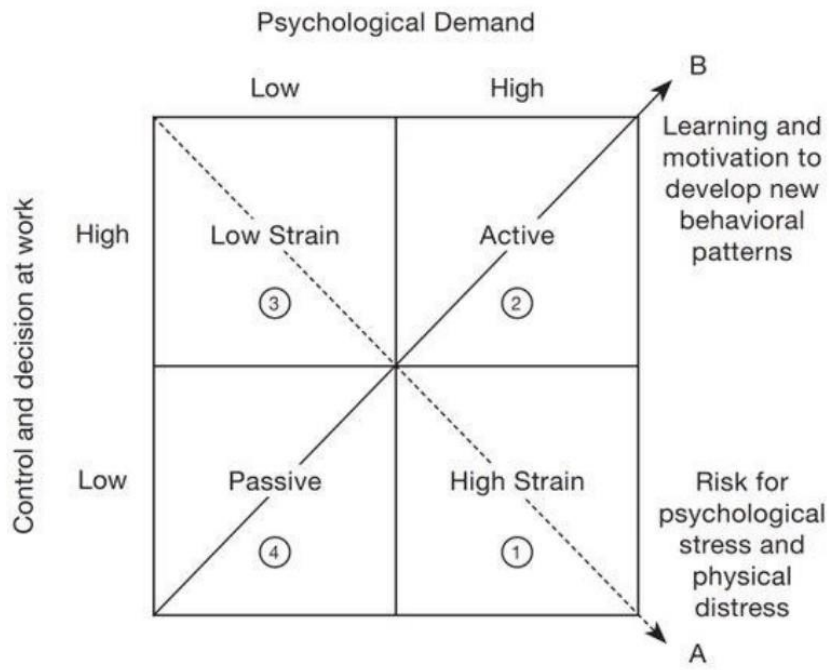 Psychological Demand
Low
High
B
Learning and
motivation to
develop new
behavioral
patterns
Control and decision at work
High
Low Strain
Active
3
2
Low
Passive
High Strain
4
1
Risk for
psychological
stress and
physical
distress
A